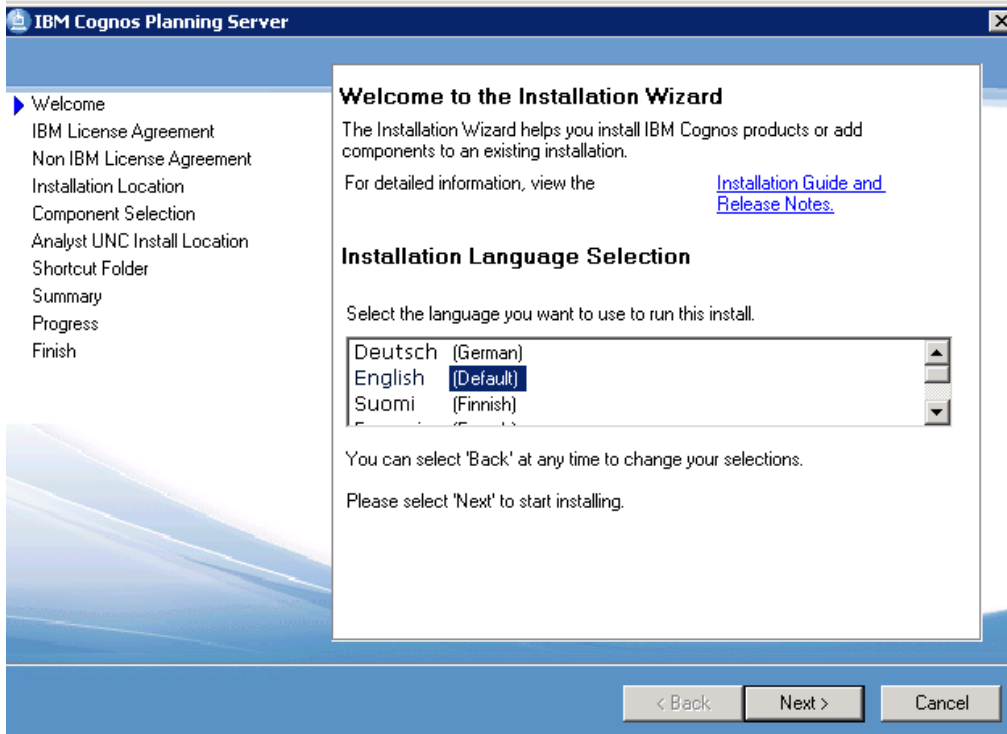 IBM Cognos Planning Server
Welcome
IBM License Agreement
Non IBM License Agreement
Installation Location
Component Selection
Analyst UNC Install Location
Shortcut Folder
Summary
Progress
Finish
Welcome to the Installation Wizard
The Installation Wizard helps you install IBM Cognos products or add
components to an existing installation.
For detailed information, view the Installation Guide and
Release Notes.
Installation Language Selection
Select the language you want to use to run this install.
Deutsch (German)
English (Default)
Suomi (Finnish)
You can select 'Back' at any time to change your selections.
Please select 'Next' to start installing.
< Back Next > Cancel